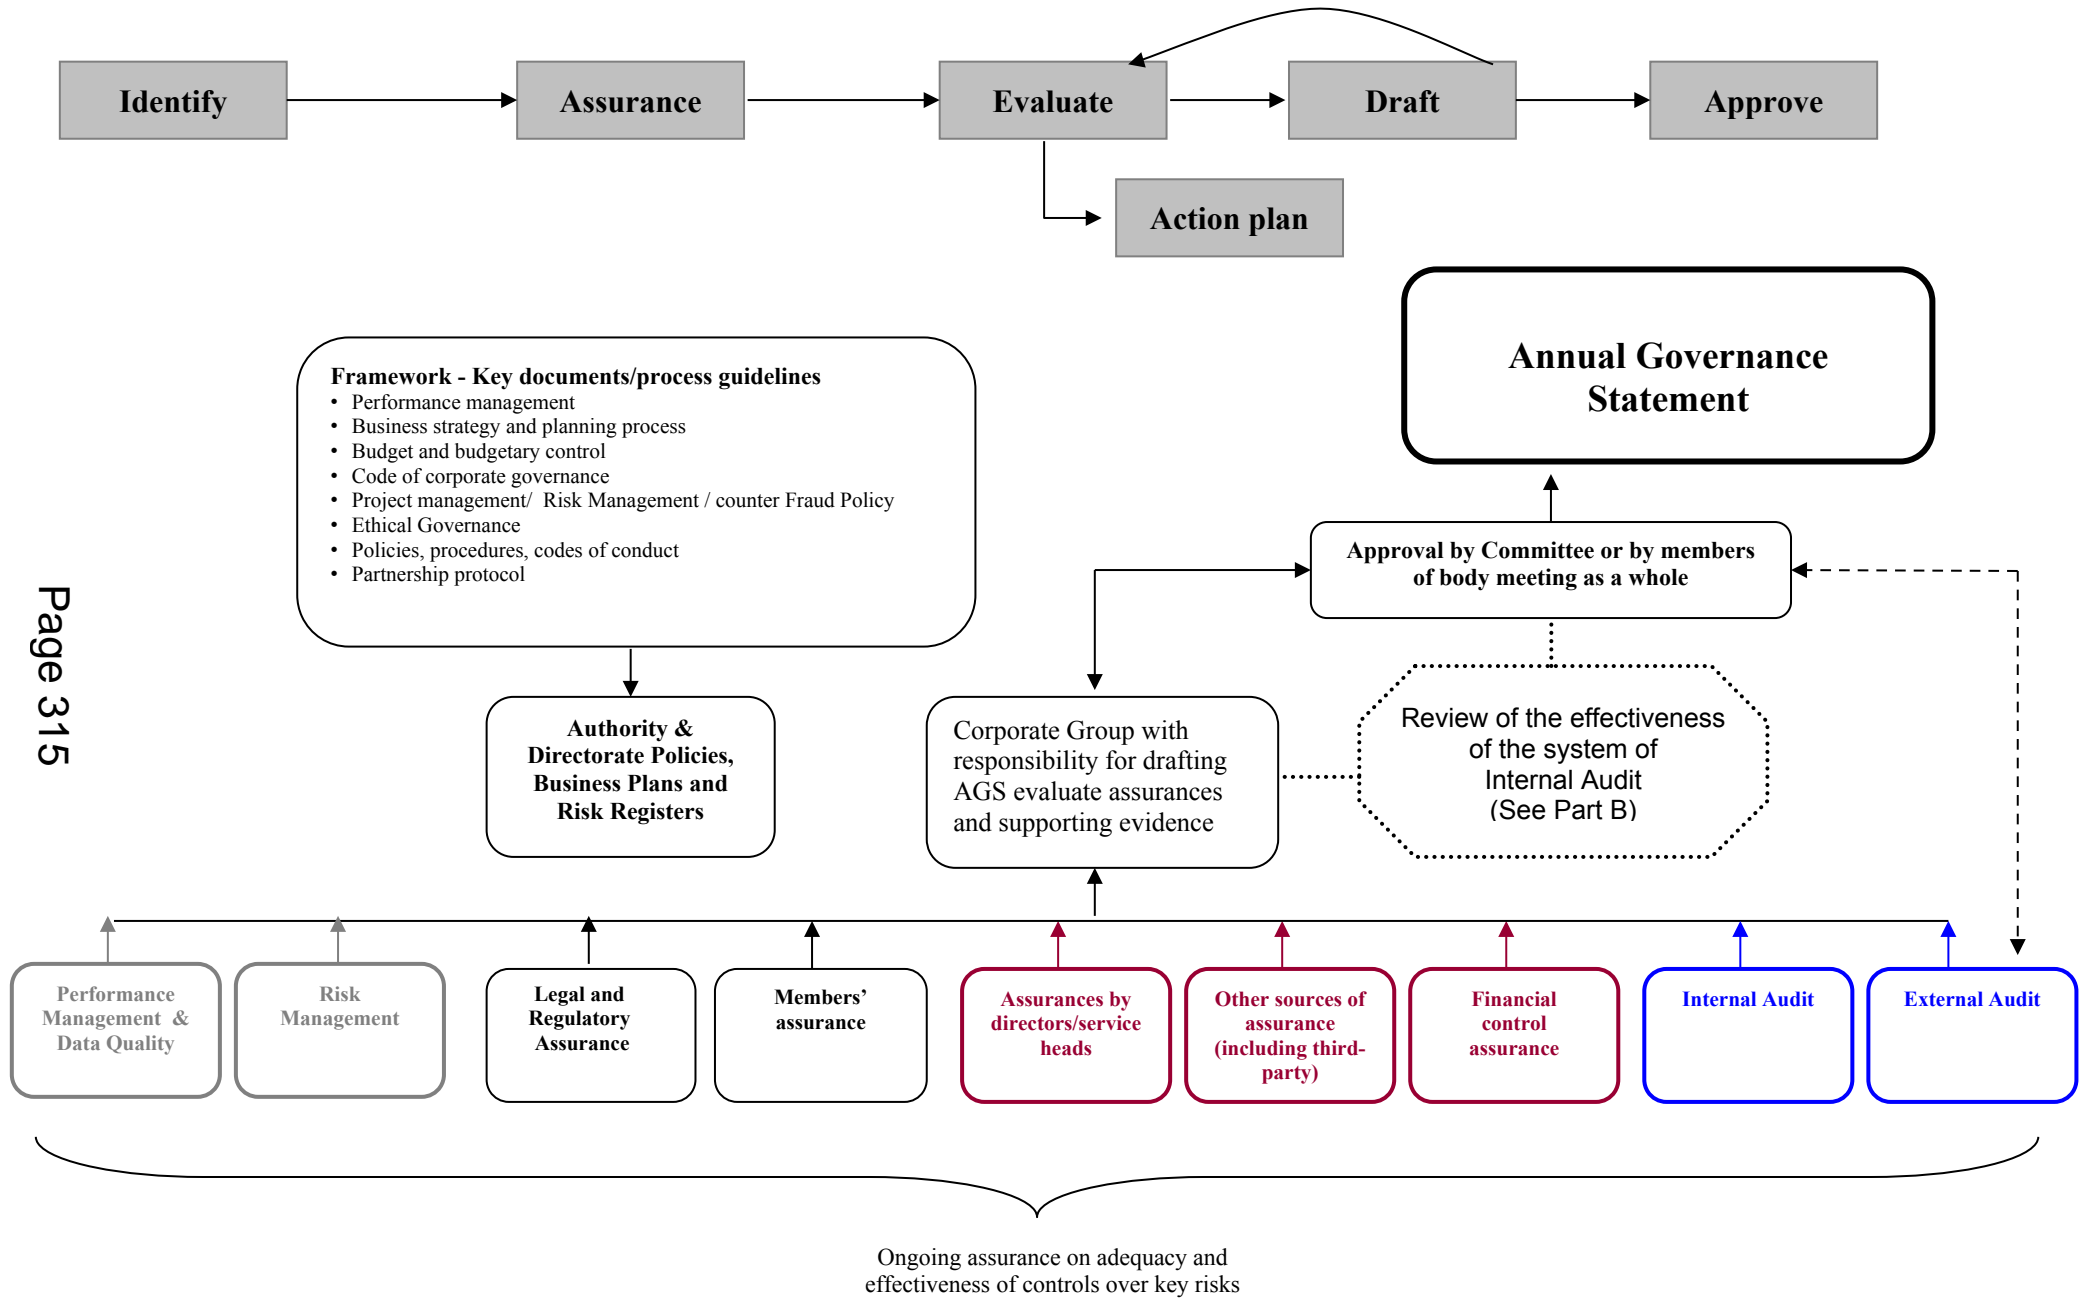 Identify
Assurance
Evaluate
Draft
Approve
Action plan
Annual Governance
Statement
Framework - Key documents/process guidelines
• Performance management
• Business strategy and planning process
• Budget and budgetary control
• Code of corporate governance
• Project management/ Risk Management / counter Fraud Policy
• Ethical Governance
• Policies, procedures, codes of conduct
• Partnership protocol
Approval by Committee or by members
of body meeting as a whole
Page 315
Authority &
Directorate Policies,
Business Plans and
Risk Registers
Corporate Group with
responsibility for drafting
AGS evaluate assurances
and supporting evidence
Review of the effectiveness
of the system of
Internal Audit
(See Part B)
Performance
Management &
Data Quality
Risk
Management
Legal and
Regulatory
Assurance
Members’
assurance
Assurances by
directors/service
heads
Other sources of
assurance
(including third-
party)
Financial
control
assurance
Internal Audit
External Audit
Ongoing assurance on adequacy and
effectiveness of controls over key risks